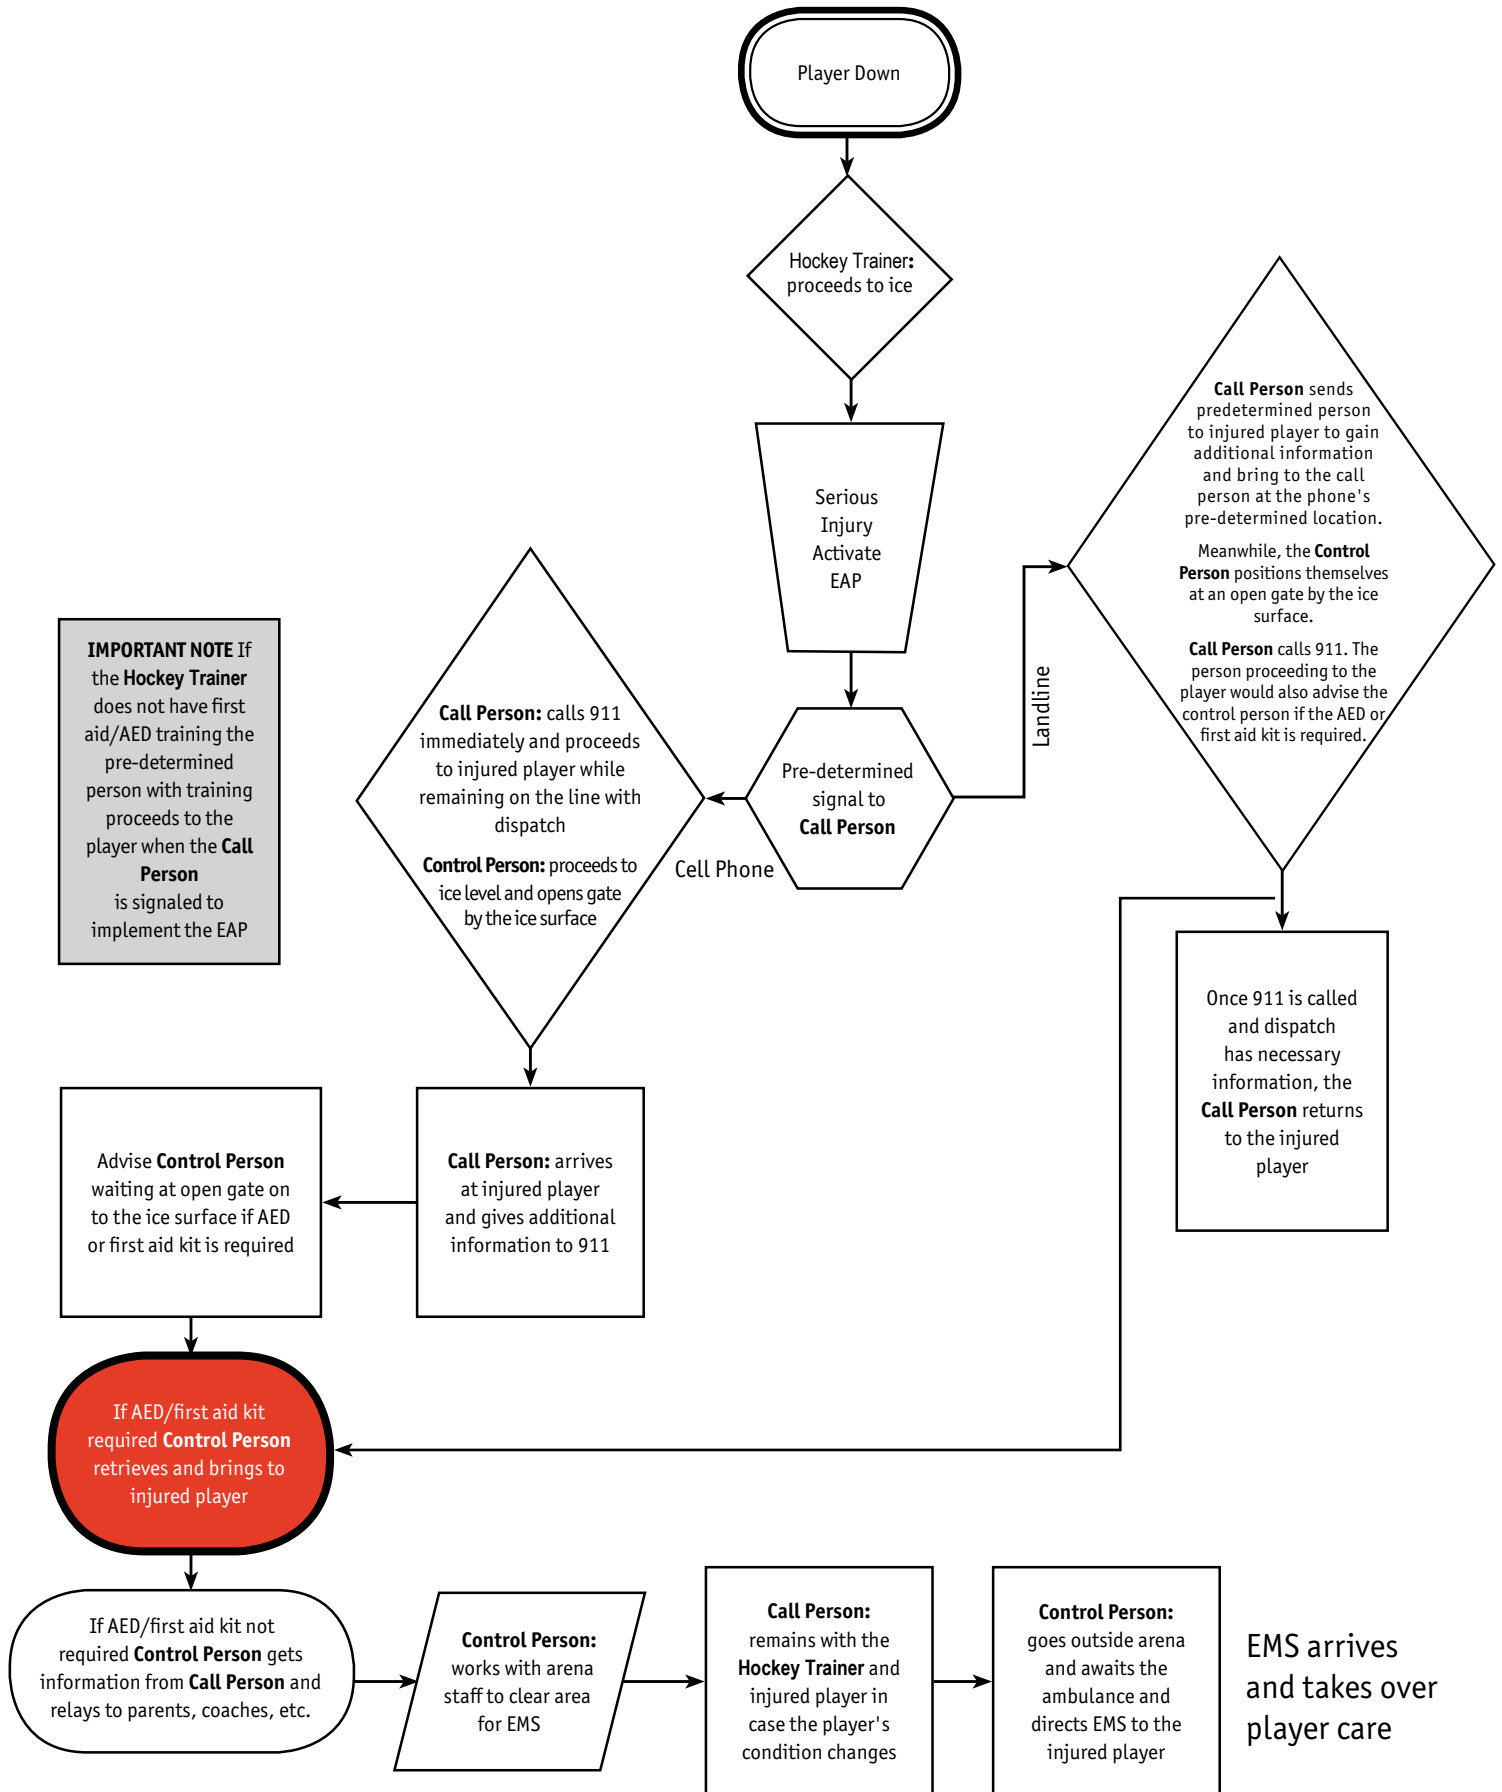 Player Down
Hockey Trainer:
proceeds to ice
Serious
Injury
Activate
EAP
Pre-determined
signal to
Call Person
Landline
Call Person sends
predetermined person
to injured player to gain
additional information
and bring to the call
person at the phone's
pre-determined location.
Meanwhile, the Control
Person positions themselves
at an open gate by the ice
surface.
Call Person calls 911. The
person proceeding to the
player would also advise the
control person if the AED or
first aid kit is required.
Once 911 is called
and dispatch
has necessary
information, the
Call Person returns
to the injured
player
Cell Phone
Call Person: calls 911
immediately and proceeds
to injured player while
remaining on the line with
dispatch
Control Person: proceeds to
ice level and opens gate
by the ice surface
IMPORTANT NOTE If
the Hockey Trainer
does not have first
aid/AED training the
pre-determined
person with training
proceeds to the
player when the Call
Person
is signaled to
implement the EAP
Call Person: arrives
at injured player
and gives additional
information to 911
Advise Control Person
waiting at open gate on
to the ice surface if AED
or first aid kit is required
If AED/first aid kit
required Control Person
retrieves and brings to
injured player
If AED/first aid kit not
required Control Person gets
information from Call Person and
relays to parents, coaches, etc.
Control Person:
works with arena
staff to clear area
for EMS
Call Person:
remains with the
Hockey Trainer and
injured player in
case the player's
condition changes
Control Person:
goes outside arena
and awaits the
ambulance and
directs EMS to the
injured player
EMS arrives
and takes over
player care